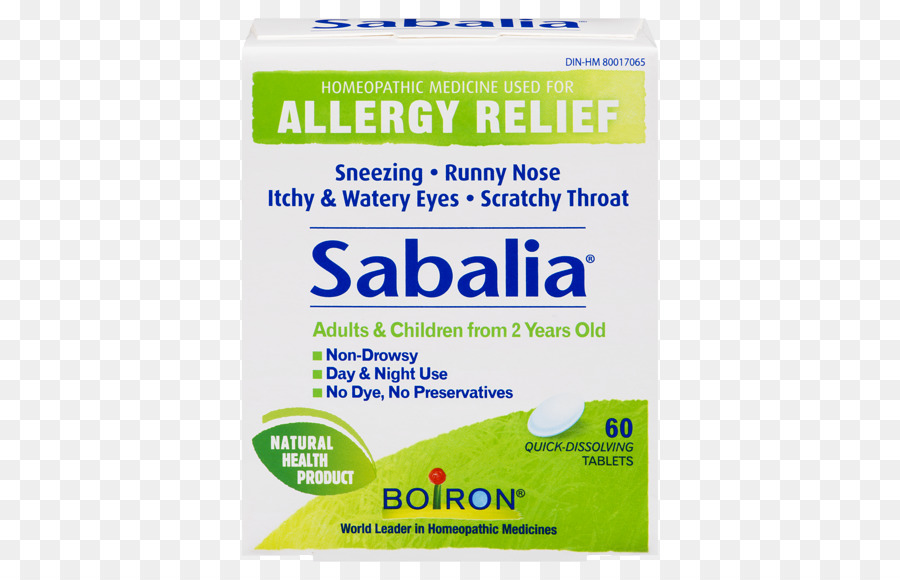 Sabalia®
DIN-HM 80017065
HOMEOPATHIC MEDICINE USED FOR
ALLERGY RELIEF
Sneezing • Runny Nose
Itchy & Watery Eyes • Scratchy Throat
Sabalia®
Adults & Children from 2 Years Old
■ Non-Drowsy
■ Day & Night Use
■ No Dye, No Preservatives
60
QUICK-DISSOLVING
TABLETS
NATURAL
HEALTH
PRODUCT
BOIRON®
World Leader in Homeopathic Medicines